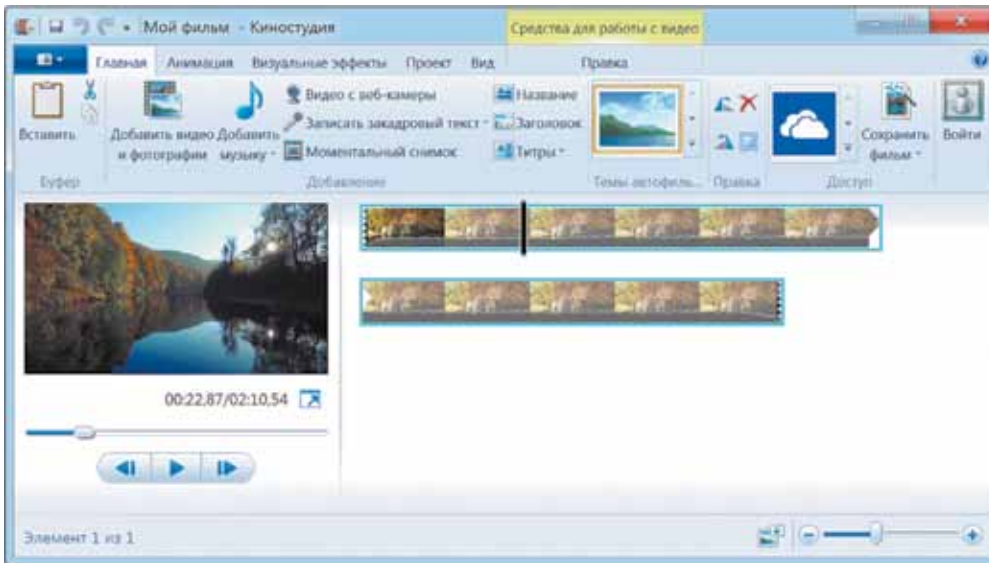 Мой фильм - Киностудия
Средства для работы с видео
Главная Анимация Визуальные эффекты Проект Вид Правка
Вставить
Добавить видео и фотографии
Добавить музыку
Видео с веб-камеры
Записать закадровый текст
Моментальный снимок
Название
Заголовок
Титры
Сохранить фильм
Войти
Буфер
Добавление
Темы автофиль...
Правка
Доступ
00:22,87/02:10,54
Элемент 1 из 1